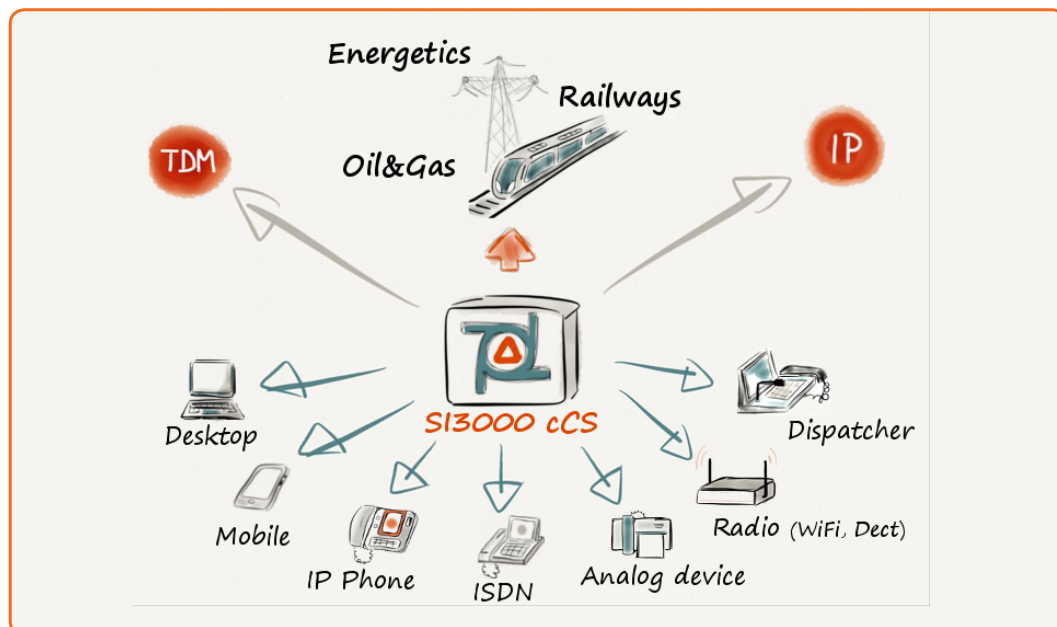 Energetics
Railways
TDM
IP
Oil&Gas
SI3000 cCS
Desktop
Dispatcher
Mobile
Radio (WiFi, Dect)
IP Phone
ISDN
Analog device